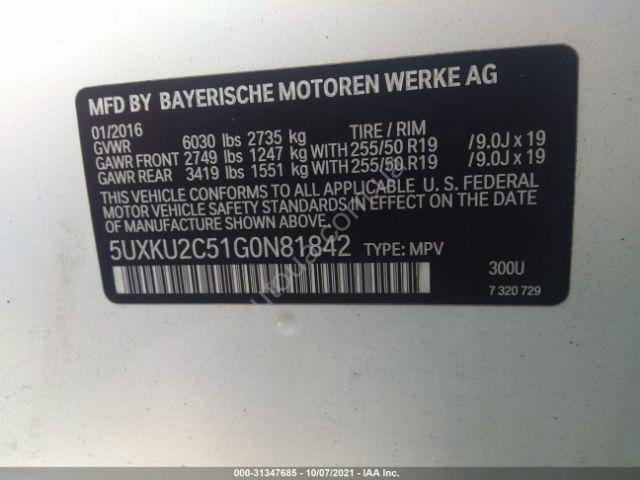 MFD BY BAYERISCHE MOTOREN WERKE AG
01/2016 TIRE / RIM
GVWR 6030 lbs 2735 kg
GAWR FRONT 2749 lbs 1247 kg WITH 255/50 R19 / 9.0J x 19
GAWR REAR 3419 lbs 1551 kg WITH 255/50 R19 / 9.0J x 19
THIS VEHICLE CONFORMS TO ALL APPLICABLE U. S. FEDERAL
MOTOR VEHICLE SAFETY STANDARDS IN EFFECT ON THE DATE
OF MANUFACTURE SHOWN ABOVE.
5UXKU2C51G0N81842 TYPE: MPV
300U
7 320 729
000-31347685 - 10/07/2021 - IAA Inc.